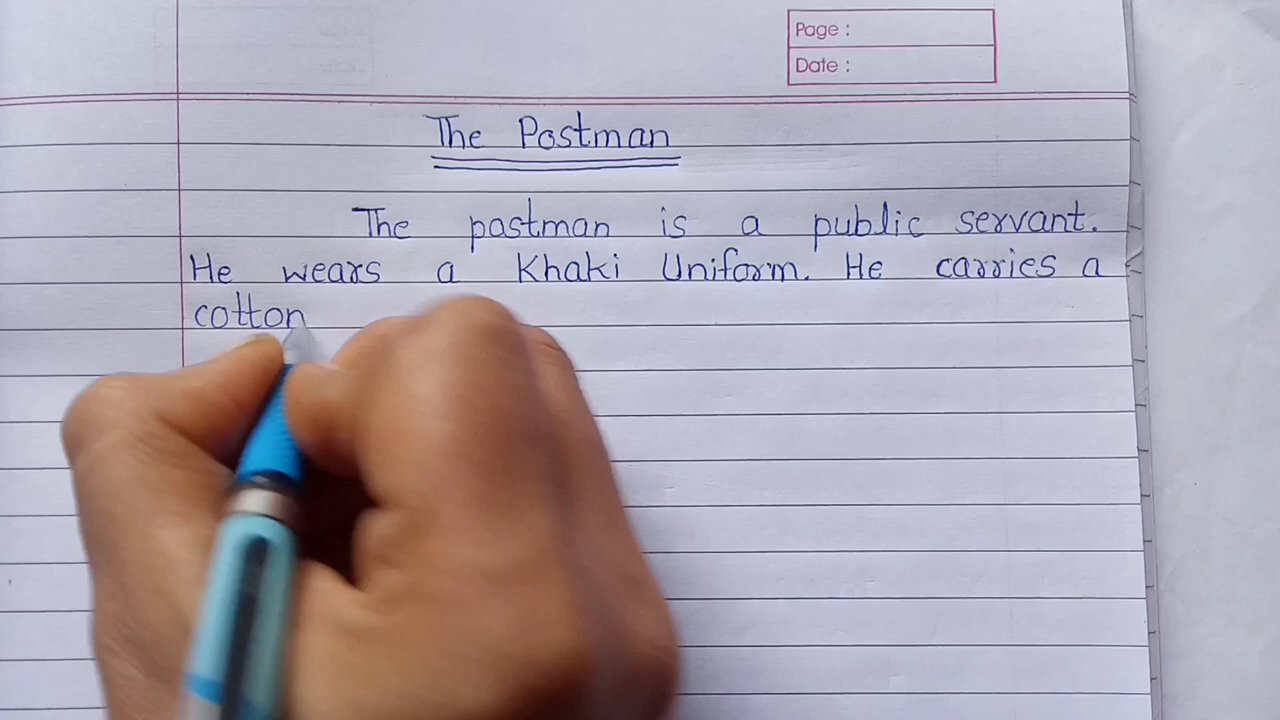 Page :
Date :
The Postman
The postman is a public servant.
He wears a Khaki Uniform. He carries a
cotton